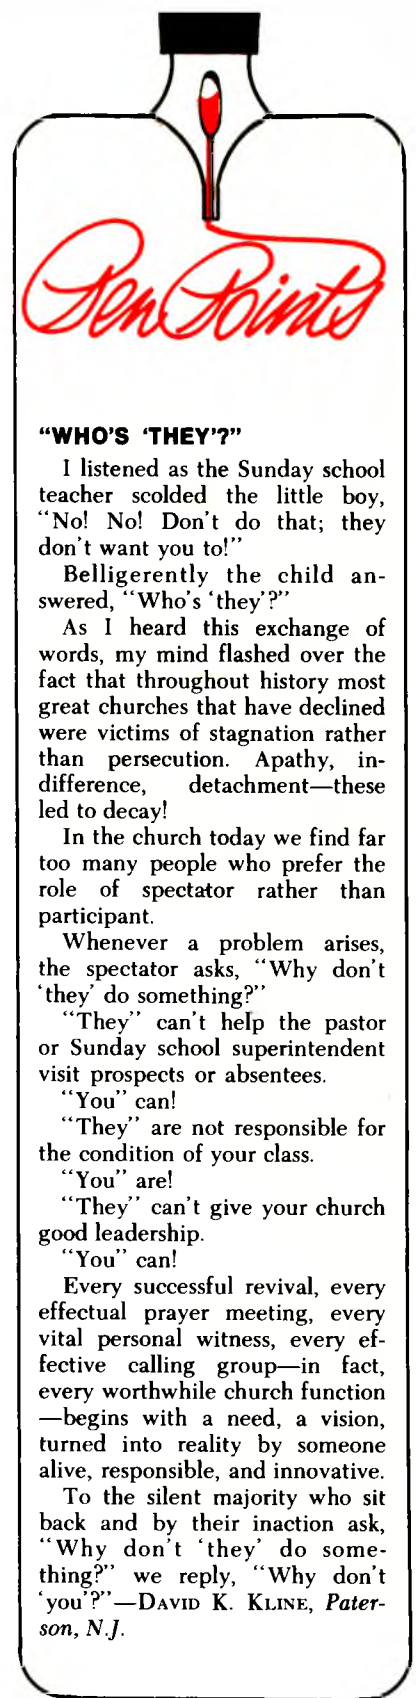 Pen Points
“WHO’S ‘THEY’?”
I listened as the Sunday school
teacher scolded the little boy,
“No! No! Don’t do that; they
don’t want you to!”
Belligerently the child an-
swered, “Who’s ‘they’?”
As I heard this exchange of
words, my mind flashed over the
fact that throughout history most
great churches that have declined
were victims of stagnation rather
than persecution. Apathy, in-
difference, detachment—these
led to decay!
In the church today we find far
too many people who prefer the
role of spectator rather than
participant.
Whenever a problem arises,
the spectator asks, “Why don’t
‘they’ do something?”
“They” can’t help the pastor
or Sunday school superintendent
visit prospects or absentees.
“You” can!
“They” are not responsible for
the condition of your class.
“You” are!
“They” can’t give your church
good leadership.
“You” can!
Every successful revival, every
effectual prayer meeting, every
vital personal witness, every ef-
fective calling group—in fact,
every worthwhile church function
—begins with a need, a vision,
turned into reality by someone
alive, responsible, and innovative.
To the silent majority who sit
back and by their inaction ask,
“Why don’t ‘they’ do some-
thing?” we reply, “Why don’t
‘you’?”—DAVID K. KLINE, Pater-
son, N.J.